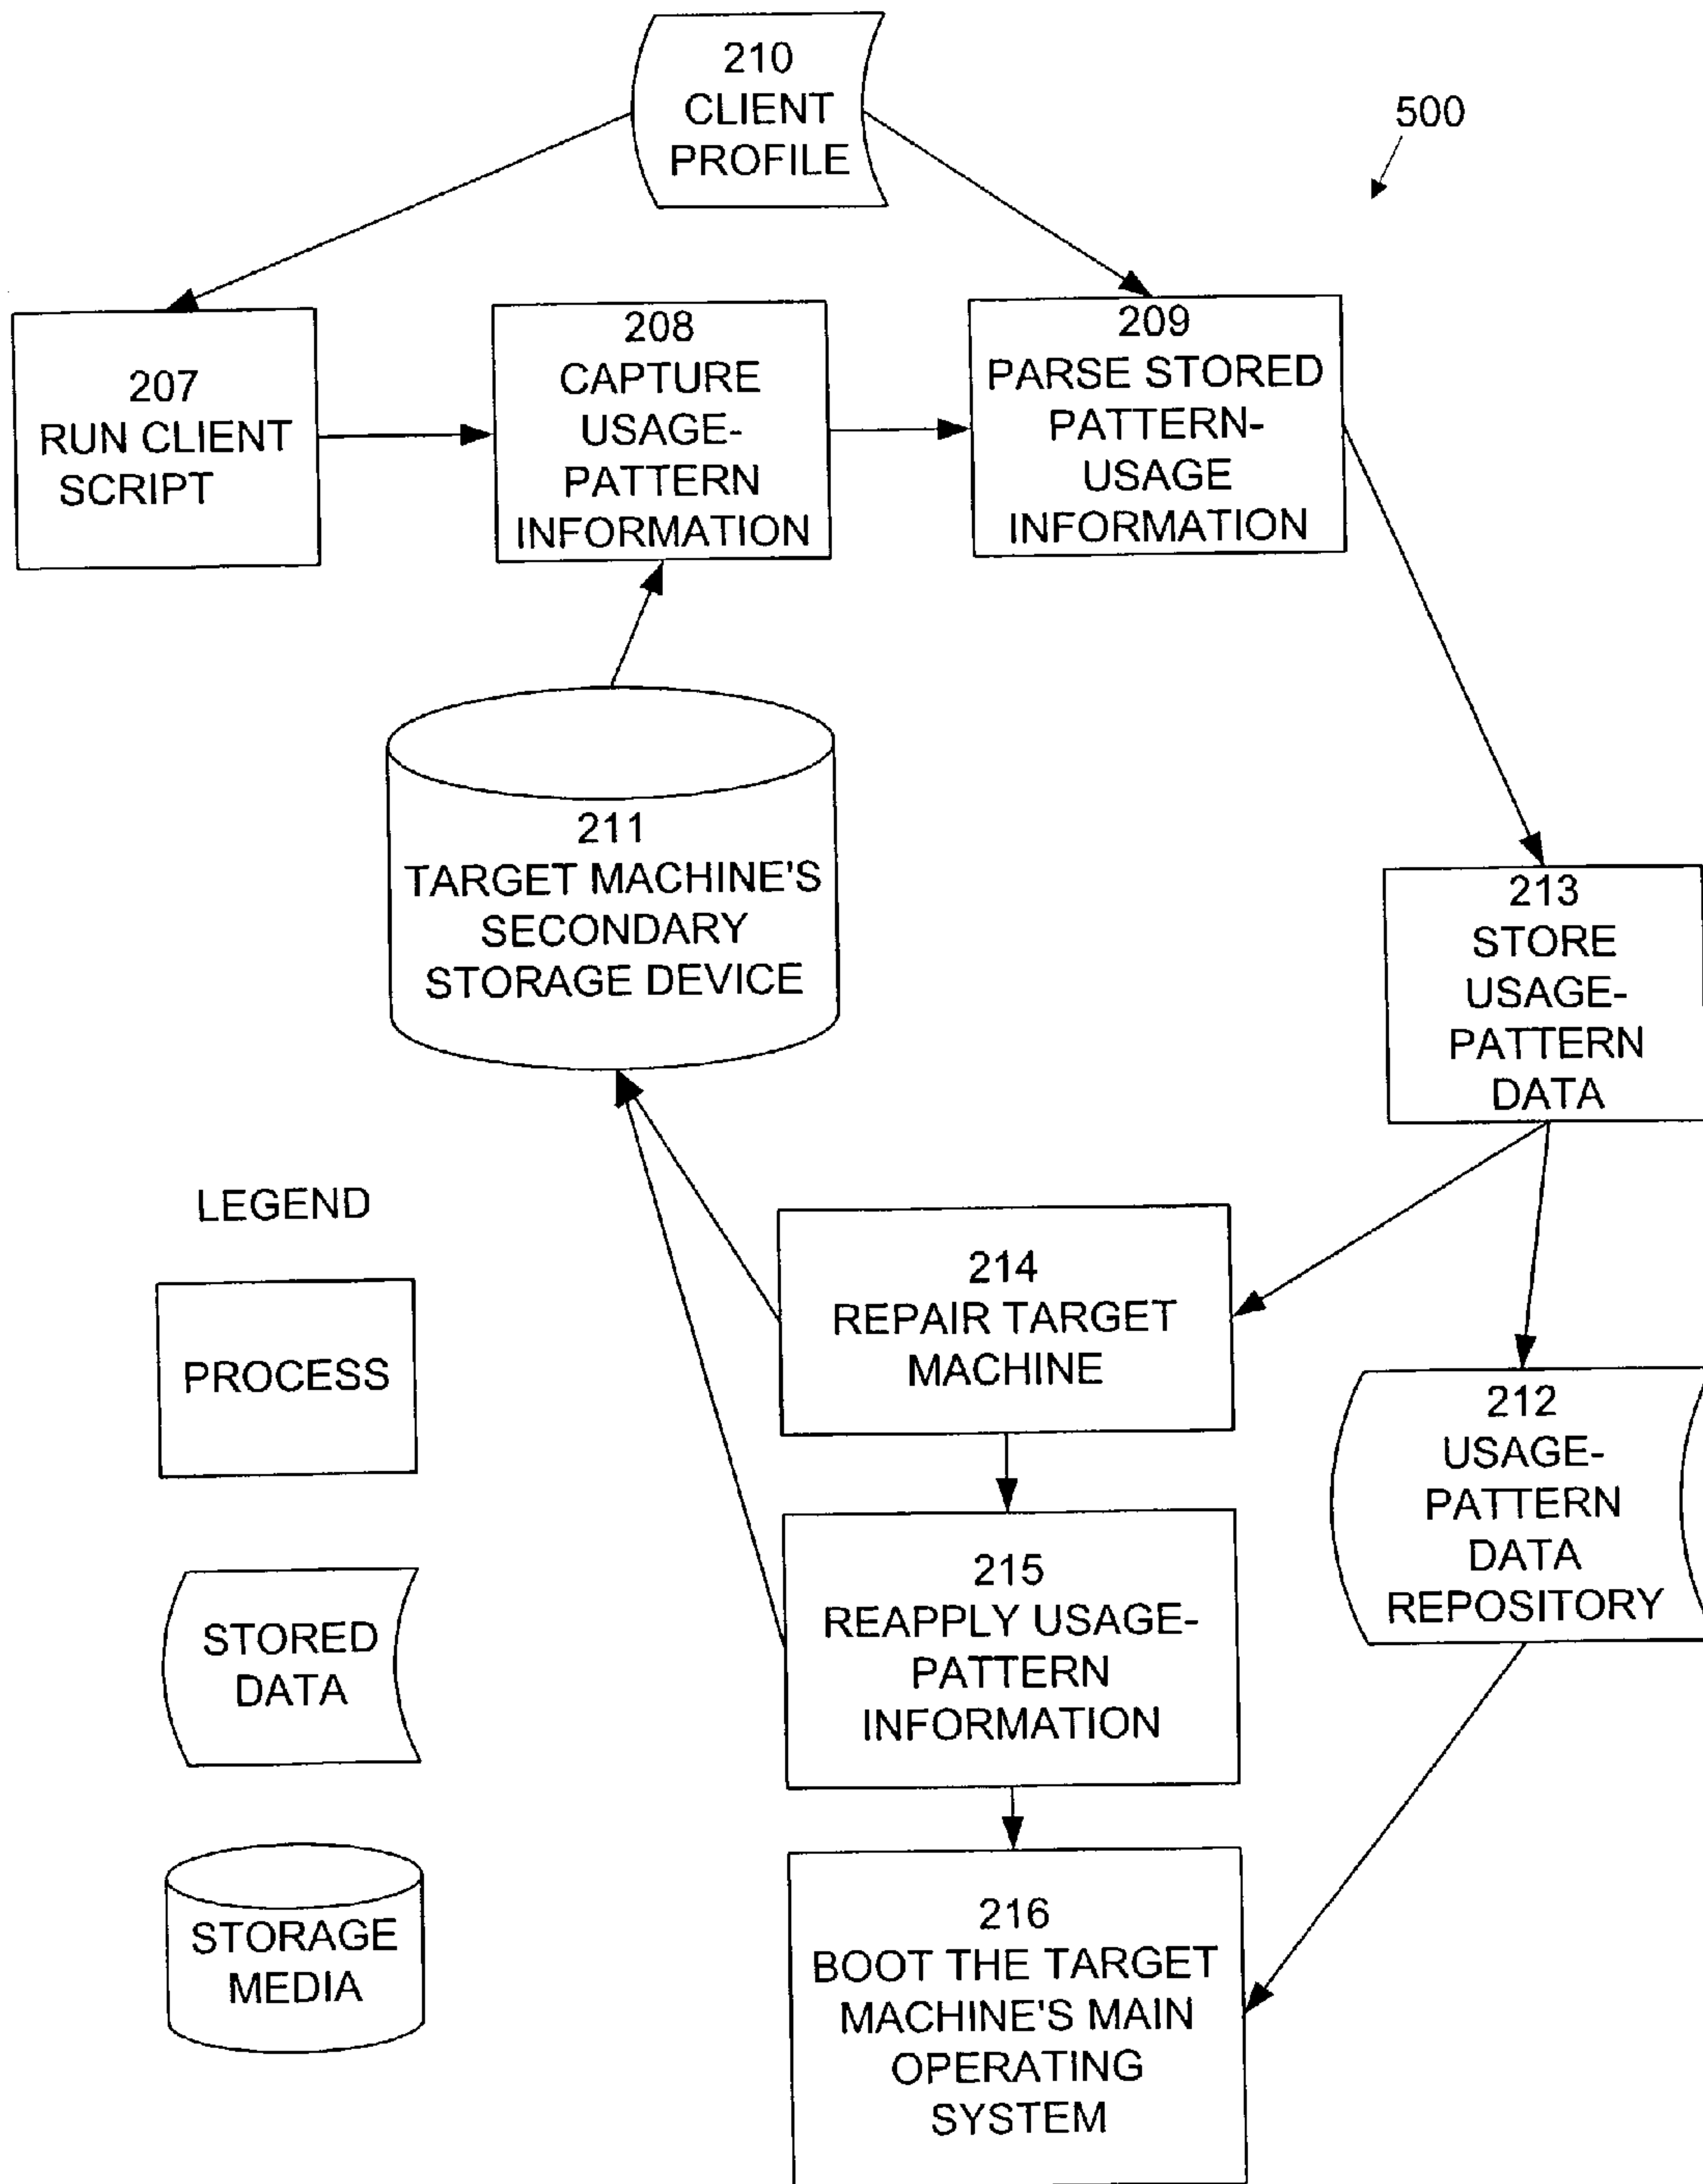 210
CLIENT
PROFILE
500
207
RUN CLIENT
SCRIPT
208
CAPTURE
USAGE-
PATTERN
INFORMATION
209
PARSE STORED
PATTERN-
USAGE
INFORMATION
211
TARGET MACHINE'S
SECONDARY
STORAGE DEVICE
213
STORE
USAGE-
PATTERN
DATA
LEGEND
PROCESS
STORED
DATA
STORAGE
MEDIA
214
REPAIR TARGET
MACHINE
212
USAGE-
PATTERN
DATA
REPOSITORY
215
REAPPLY USAGE-
PATTERN
INFORMATION
216
BOOT THE TARGET
MACHINE'S MAIN
OPERATING
SYSTEM